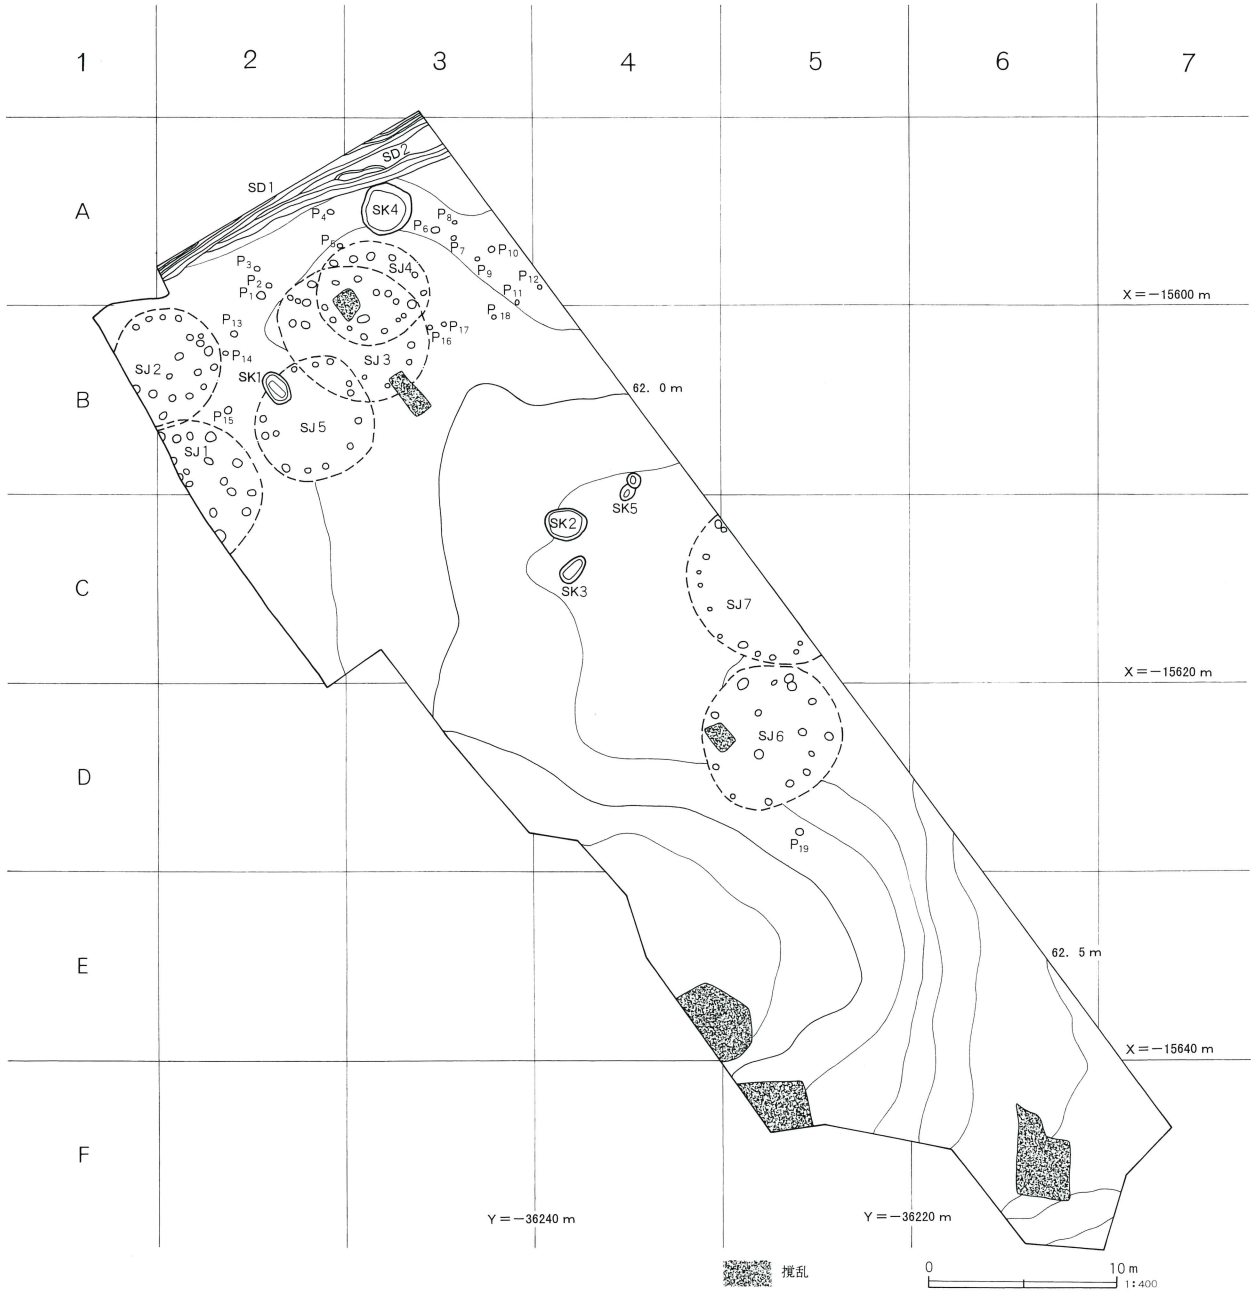 1 2 3 4 5 6 7
A
SD1
SD2
SK4
P4
P5
P6
P8
P7
P10
P9
P12
P11
P3
P2
P1
SJ4
X=-15600 m
P18
P13
P14
P17
P16
SJ2
SJ3
SK1
B
62. 0 m
P15
SJ5
SJ1
SK5
SK2
SK3
C
SJ7
X=-15620 m
SJ6
D
P19
E
62. 5 m
X=-15640 m
F
Y=-36240 m
Y=-36220 m
攪乱
0 10 m
1:400